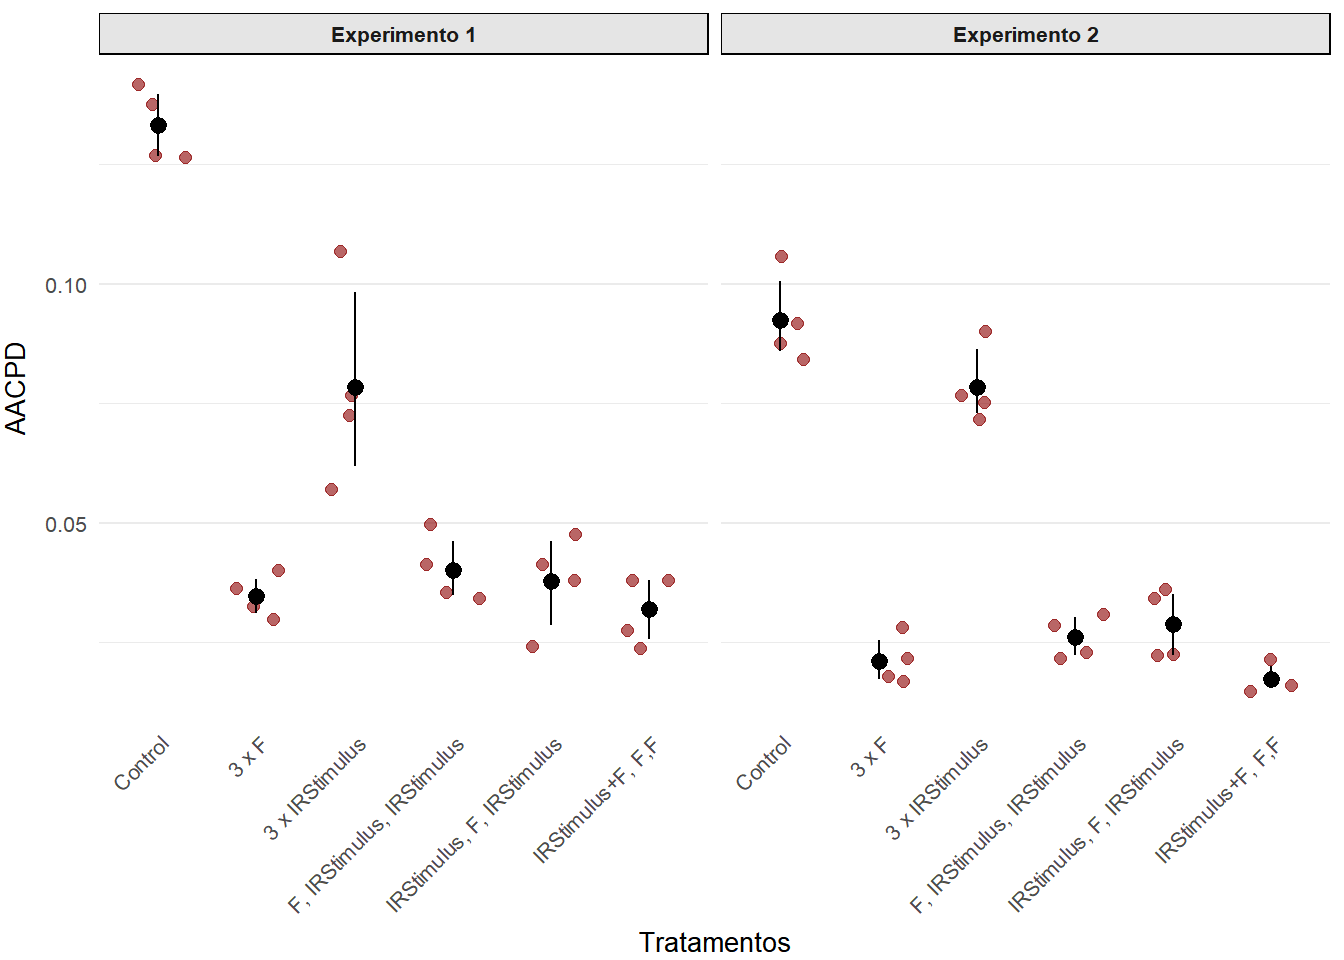 Experimento 1
Experimento 2
AACPD
0.10
0.05
Control
3 x F
3 x IRStimulus
F, IRStimulus, IRStimulus
IRStimulus, F, IRStimulus
IRStimulus+F, F,F
Control
3 x F
3 x IRStimulus
F, IRStimulus, IRStimulus
IRStimulus, F, IRStimulus
IRStimulus+F, F,F
Tratamentos